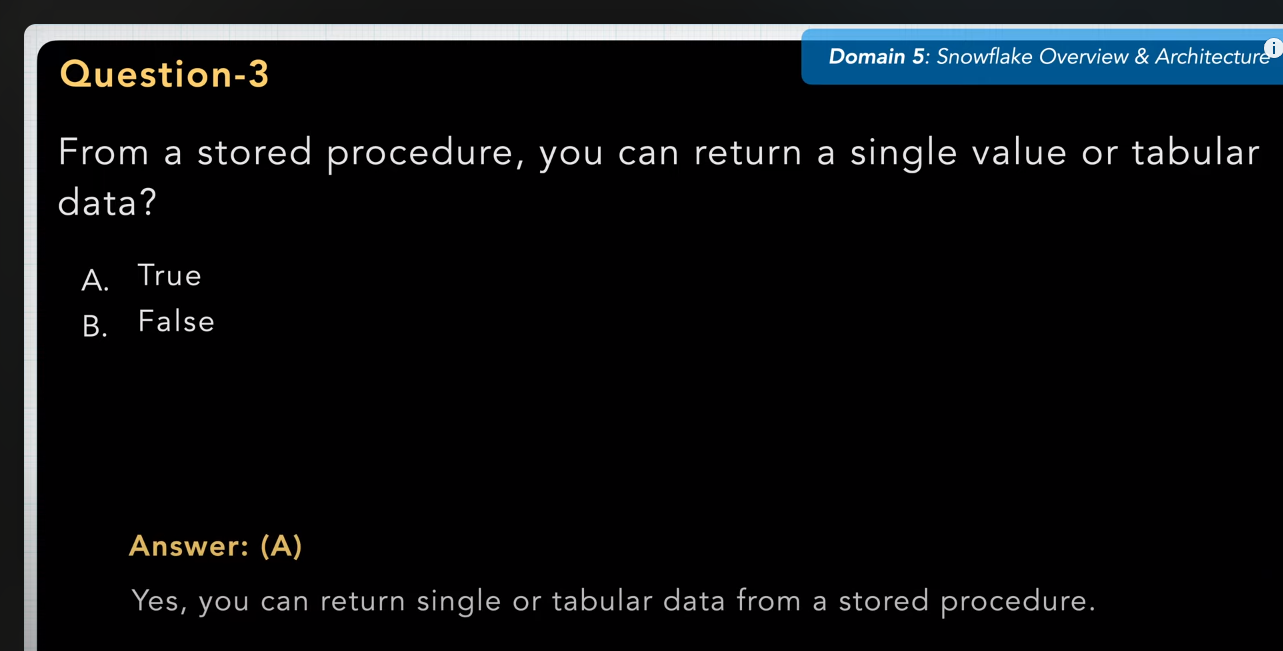 Domain 5: Snowflake Overview & Architecture
i
Question-3
From a stored procedure, you can return a single value or tabular
data?
A. True
B. False
Answer: (A)
Yes, you can return single or tabular data from a stored procedure.